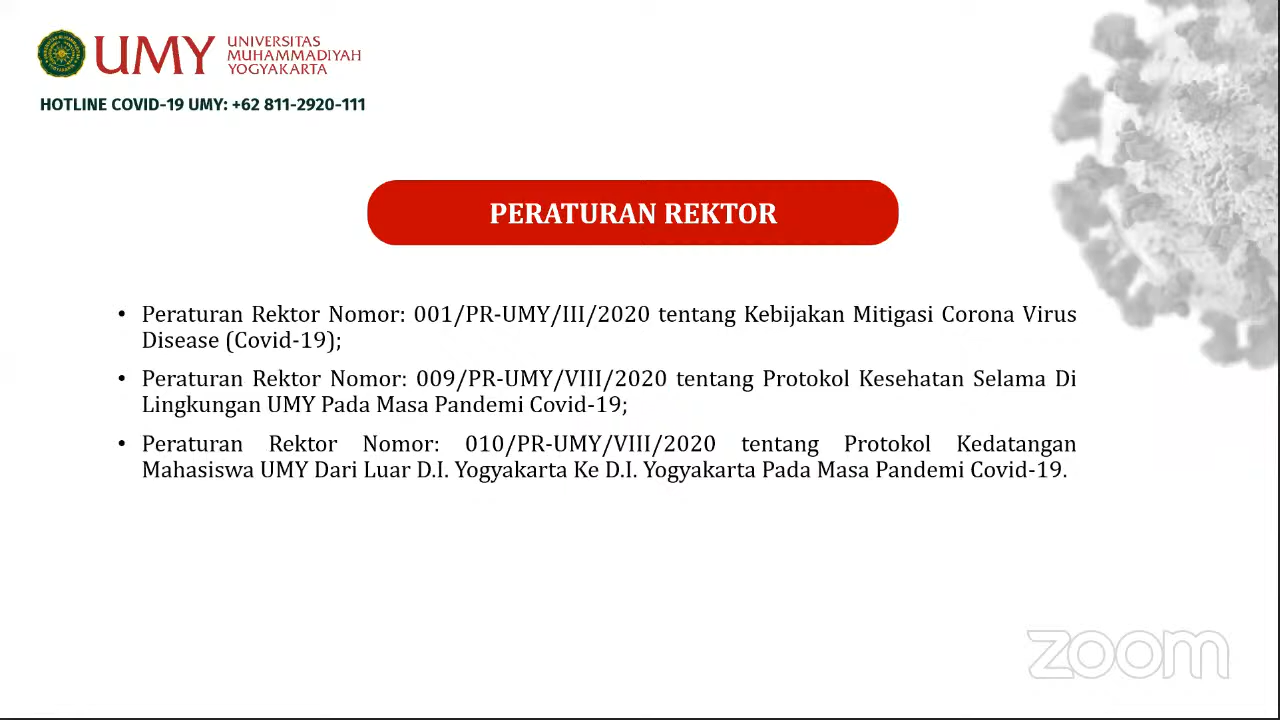 UMY UNIVERSITAS
MUHAMMADIYAH
YOGYAKARTA
HOTLINE COVID-19 UMY: +62 811-2920-111
PERATURAN REKTOR
• Peraturan Rektor Nomor: 001/PR-UMY/III/2020 tentang Kebijakan Mitigasi Corona Virus
Disease (Covid-19);
• Peraturan Rektor Nomor: 009/PR-UMY/VIII/2020 tentang Protokol Kesehatan Selama Di
Lingkungan UMY Pada Masa Pandemi Covid-19;
• Peraturan Rektor Nomor: 010/PR-UMY/VIII/2020 tentang Protokol Kedatangan
Mahasiswa UMY Dari Luar D.I. Yogyakarta Ke D.I. Yogyakarta Pada Masa Pandemi Covid-19.
zoom